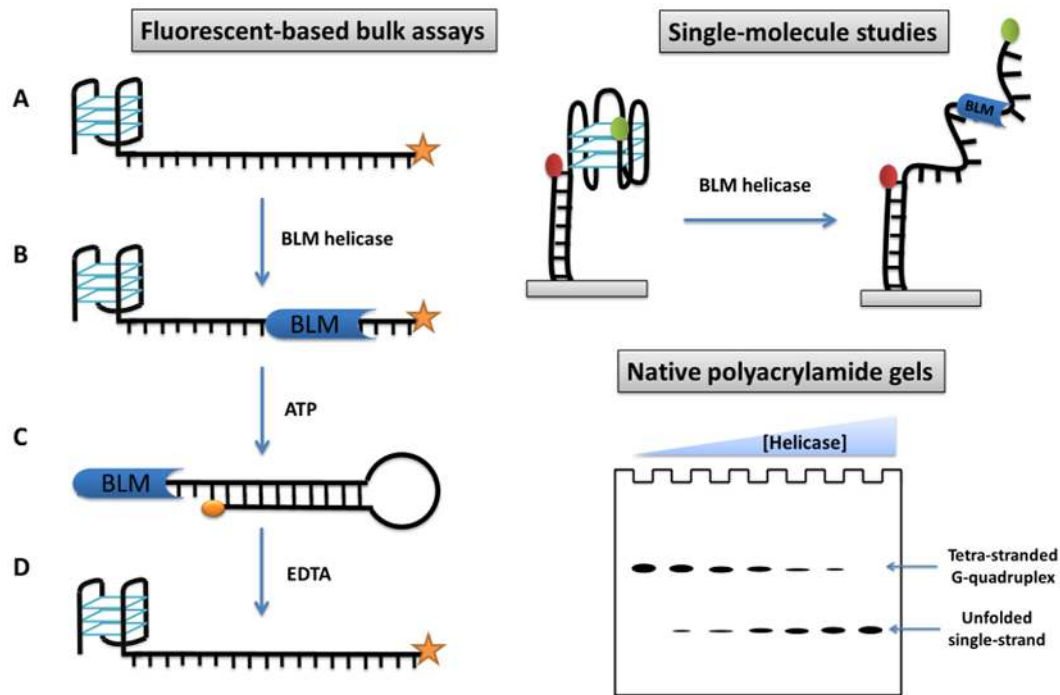 Fluorescent-based bulk assays
A
BLM helicase
B
BLM
ATP
C
BLM
EDTA
D
Single-molecule studies
BLM helicase
BLM
Native polyacrylamide gels
[Helicase]
Tetra-stranded
G-quadruplex
Unfolded
single-strand